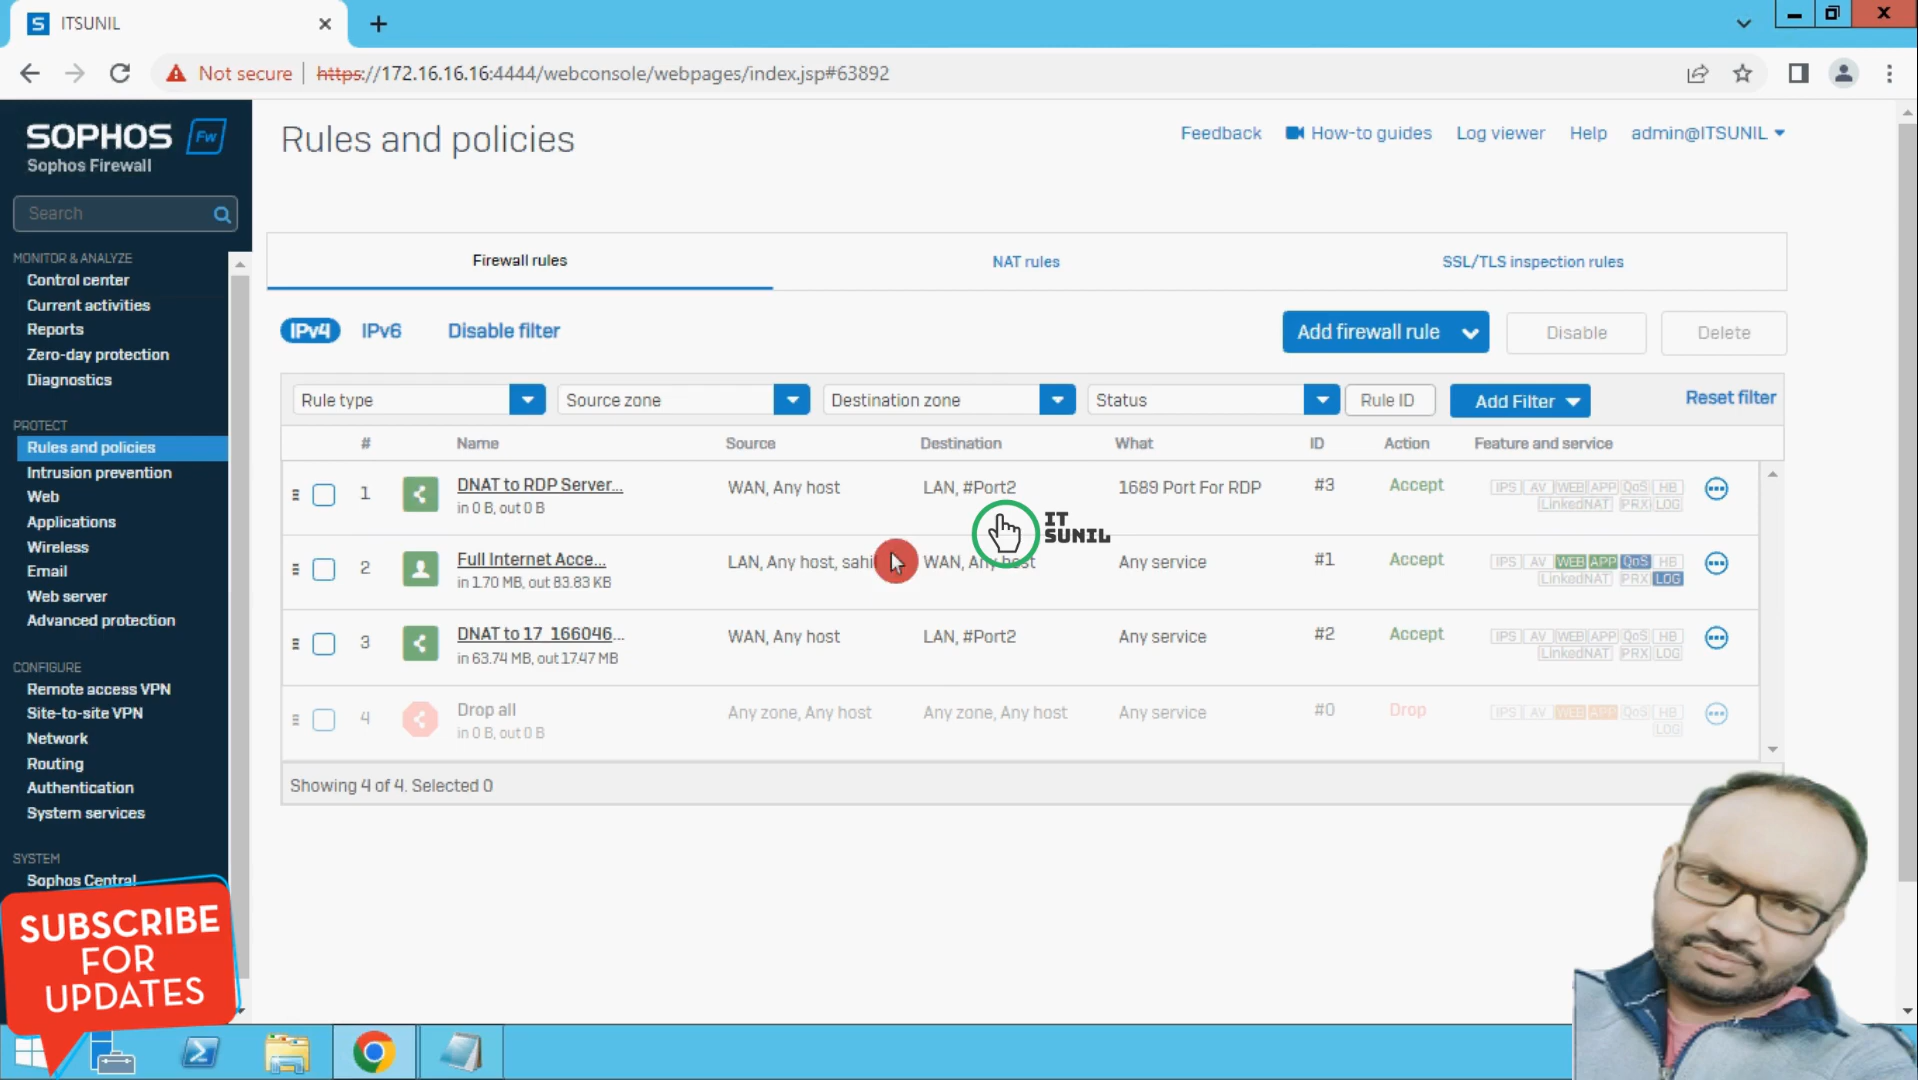 ITSUNIL
Not secure
https://172.16.16.16:4444/webconsole/webpages/index.jsp#63892
SOPHOS Fw
Sophos Firewall
Search
MONITOR & ANALYZE
Control center
Current activities
Reports
Zero-day protection
Diagnostics
PROTECT
Rules and policies
Intrusion prevention
Web
Applications
Wireless
Email
Web server
Advanced protection
CONFIGURE
Remote access VPN
Site-to-site VPN
Network
Routing
Authentication
System services
SYSTEM
Sophos Central
SUBSCRIBE
FOR
UPDATES
Rules and policies
Feedback How-to guides Log viewer Help admin@ITSUNIL
Firewall rules NAT rules SSL/TLS inspection rules
IPv4 IPv6 Disable filter Add firewall rule Disable Delete
Rule type Source zone Destination zone Status Rule ID Add Filter Reset filter
# Name Source Destination What ID Action Feature and service
1 DNAT to RDP Server... WAN, Any host LAN, #Port2 1689 Port For RDP #3 Accept IPS AV WEB APP QoS HB
in 0 B, out 0 B LinkedNAT PRX LOG
IT
SUNIL
2 Full Internet Acce... LAN, Any host, sahi WAN, Any host Any service #1 Accept IPS AV WEB APP QoS HB
in 1.70 MB, out 83.83 KB LinkedNAT PRX LOG
3 DNAT to 17_166046... WAN, Any host LAN, #Port2 Any service #2 Accept IPS AV WEB APP QoS HB
in 63.74 MB, out 17.47 MB LinkedNAT PRX LOG
4 Drop all Any zone, Any host Any zone, Any host Any service #0 Drop IPS AV WEB APP QoS HB
in 0 B, out 0 B LOG
Showing 4 of 4. Selected 0